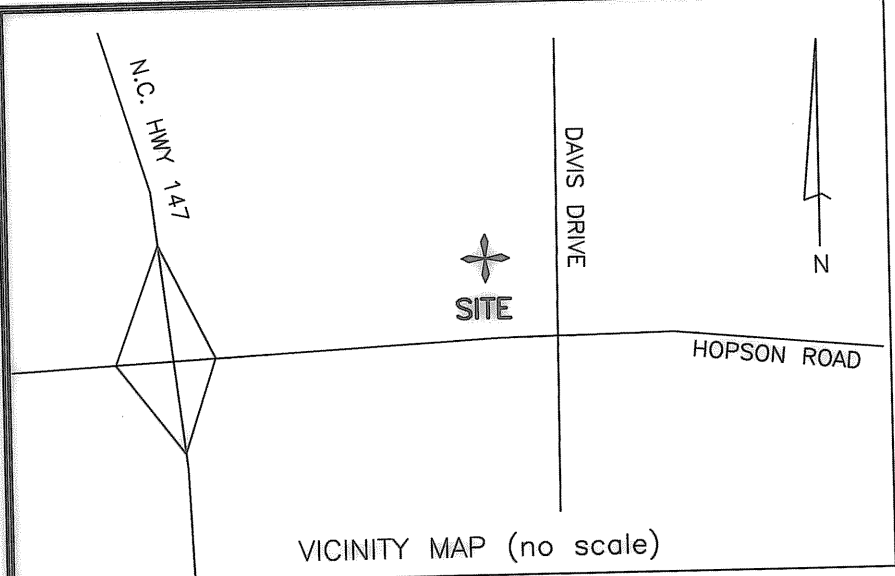 N.C. HWY 147
DAVIS DRIVE
N
SITE
HOPSON ROAD
VICINITY MAP (no scale)